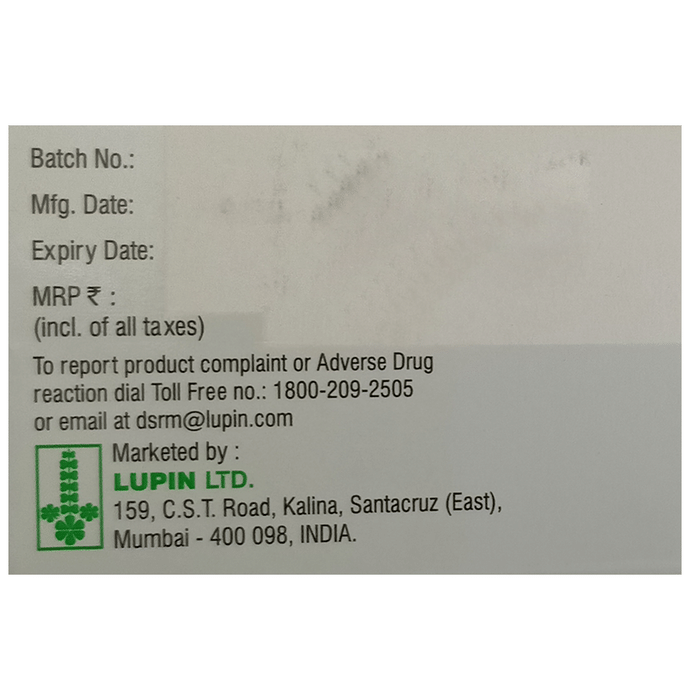 Batch No.:
Mfg. Date:
Expiry Date:
MRP ₹ :
(incl. of all taxes)
To report product complaint or Adverse Drug
reaction dial Toll Free no.: 1800-209-2505
or email at dsrm@lupin.com
Marketed by :
LUPIN LTD.
159, C.S.T. Road, Kalina, Santacruz (East),
Mumbai - 400 098, INDIA.